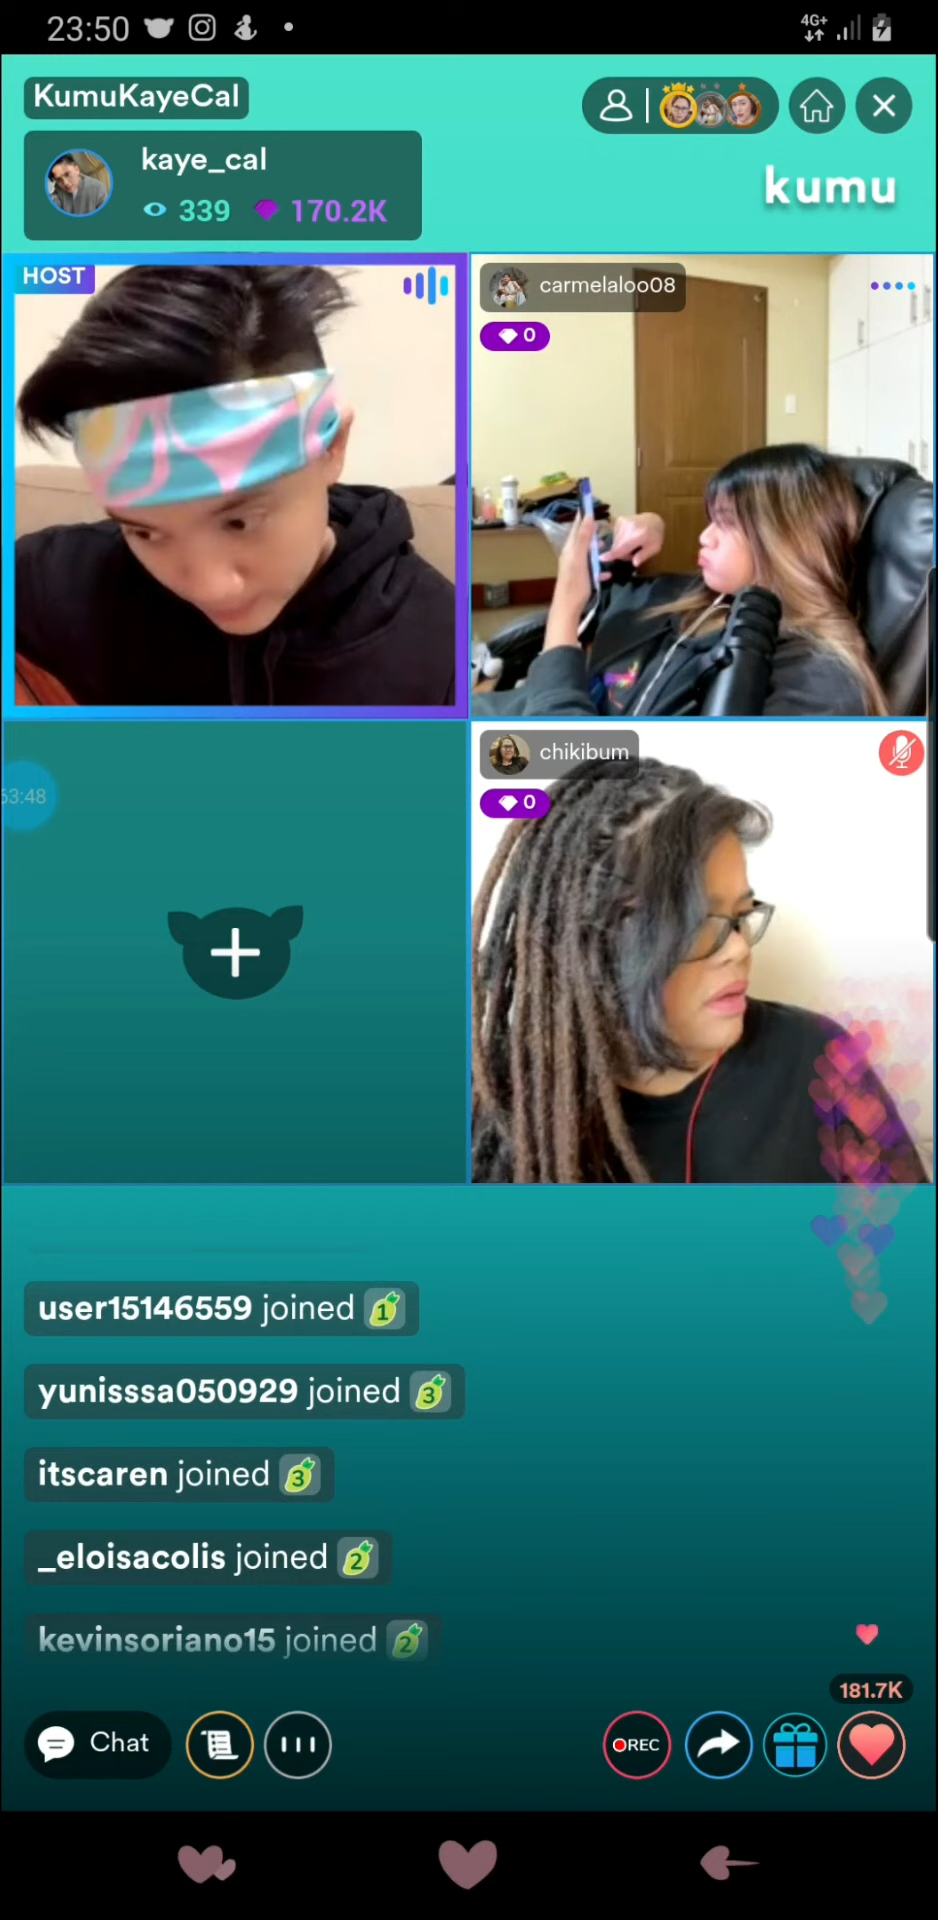 23:50
4G+
KumuKayeCal
kaye_cal
339 170.2K
kumu
HOST
carmelaloo08
0
chikibum
0
63:48
user15146559 joined 1
yunisssa050929 joined 3
itscaren joined 3
_eloisacolis joined 2
kevinsoriano15 joined 2
181.7K
Chat
REC